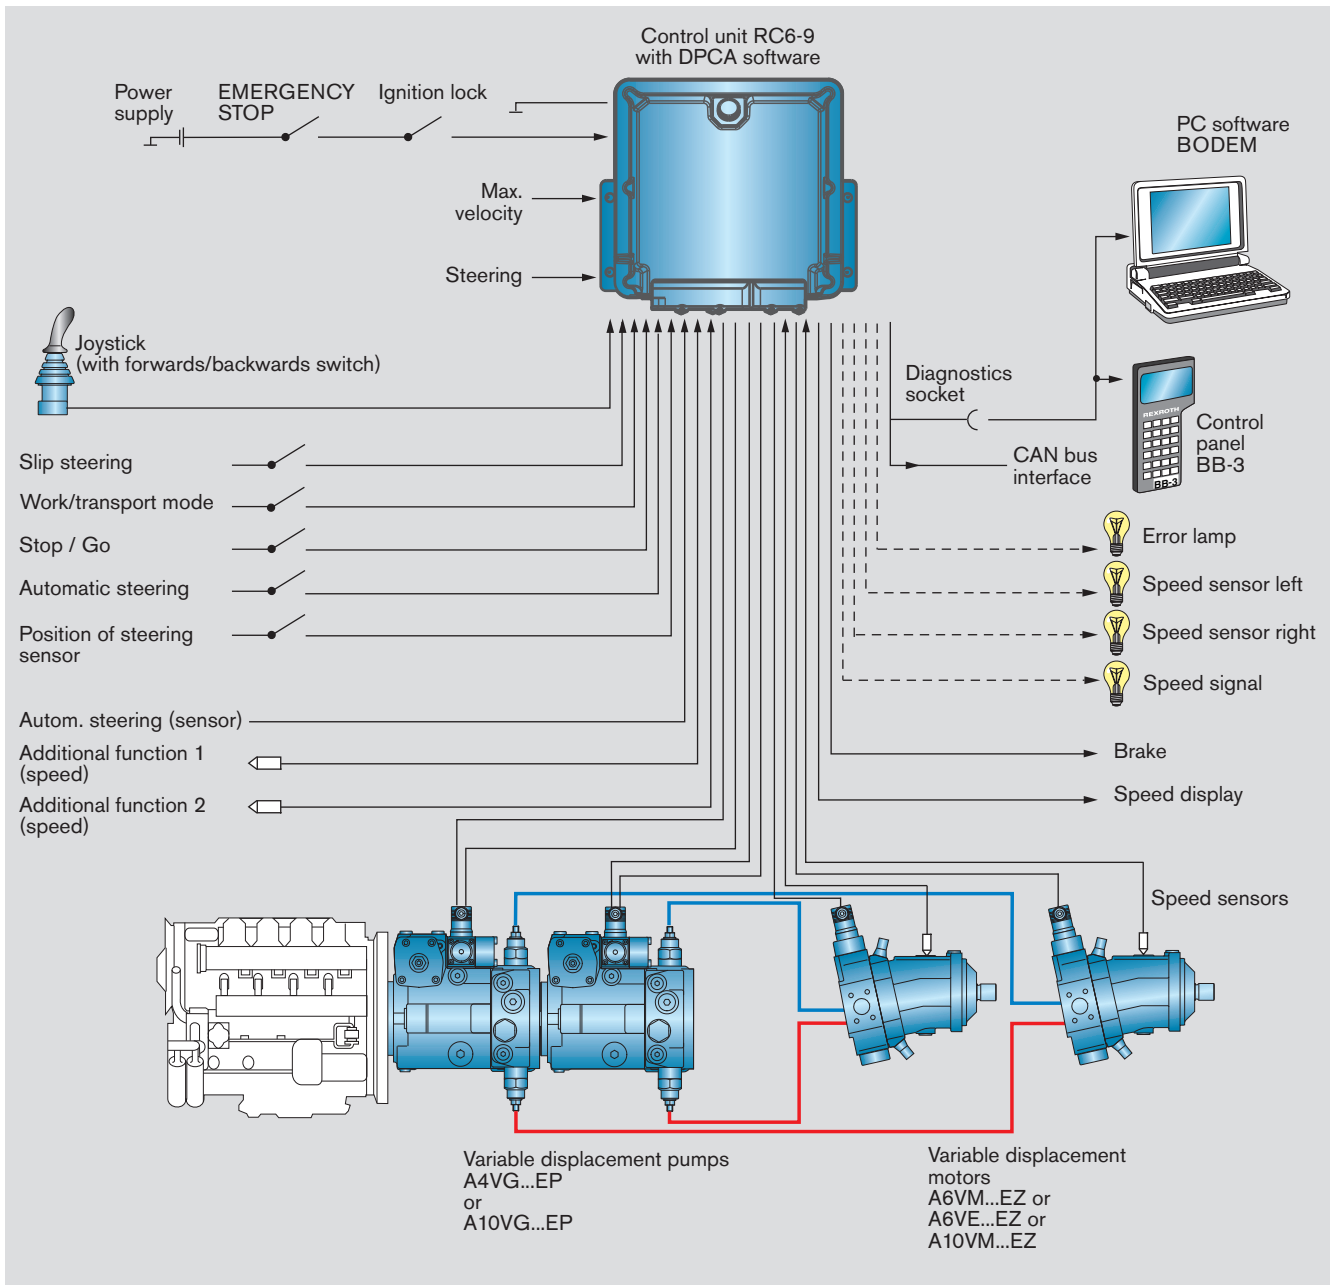 Control unit RC6-9
with DPCA software
Power
supply
EMERGENCY
STOP
Ignition lock
PC software
BODEM
Max.
velocity
Steering
Joystick
(with forwards/backwards switch)
Diagnostics
socket
REXROTH
BB-3
Control
panel
BB-3
CAN bus
interface
Slip steering
Work/transport mode
Stop / Go
Automatic steering
Position of steering
sensor
Error lamp
Speed sensor left
Speed sensor right
Speed signal
Autom. steering (sensor)
Additional function 1
(speed)
Additional function 2
(speed)
Brake
Speed display
Speed sensors
Variable displacement pumps
A4VG...EP
or
A10VG...EP
Variable displacement
motors
A6VM...EZ or
A6VE...EZ or
A10VM...EZ